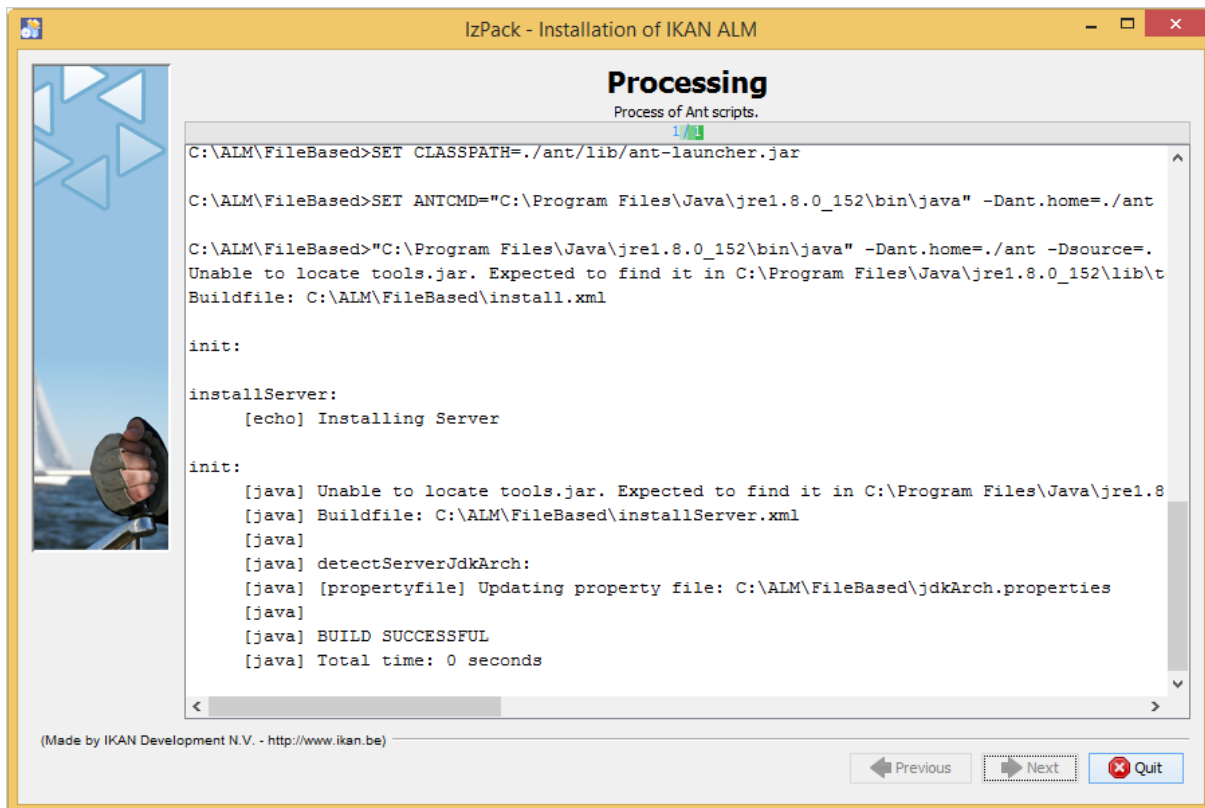 IzPack - Installation of IKAN ALM
Processing
Process of Ant scripts.
1 / 1
C:\ALM\FileBased>SET CLASSPATH=./ant/lib/ant-launcher.jar
C:\ALM\FileBased>SET ANTCMD="C:\Program Files\Java\jre1.8.0_152\bin\java" -Dant.home=./ant
C:\ALM\FileBased>"C:\Program Files\Java\jre1.8.0_152\bin\java" -Dant.home=./ant -Dsource=.
Unable to locate tools.jar. Expected to find it in C:\Program Files\Java\jre1.8.0_152\lib\t
Buildfile: C:\ALM\FileBased\install.xml
init:
installServer:
[echo] Installing Server
init:
[java] Unable to locate tools.jar. Expected to find it in C:\Program Files\Java\jre1.8
[java] Buildfile: C:\ALM\FileBased\installServer.xml
[java]
[java] detectServerJdkArch:
[java] [propertyfile] Updating property file: C:\ALM\FileBased\jdkArch.properties
[java]
[java] BUILD SUCCESSFUL
[java] Total time: 0 seconds
(Made by IKAN Development N.V. - http://www.ikan.be)
Previous
Next
Quit